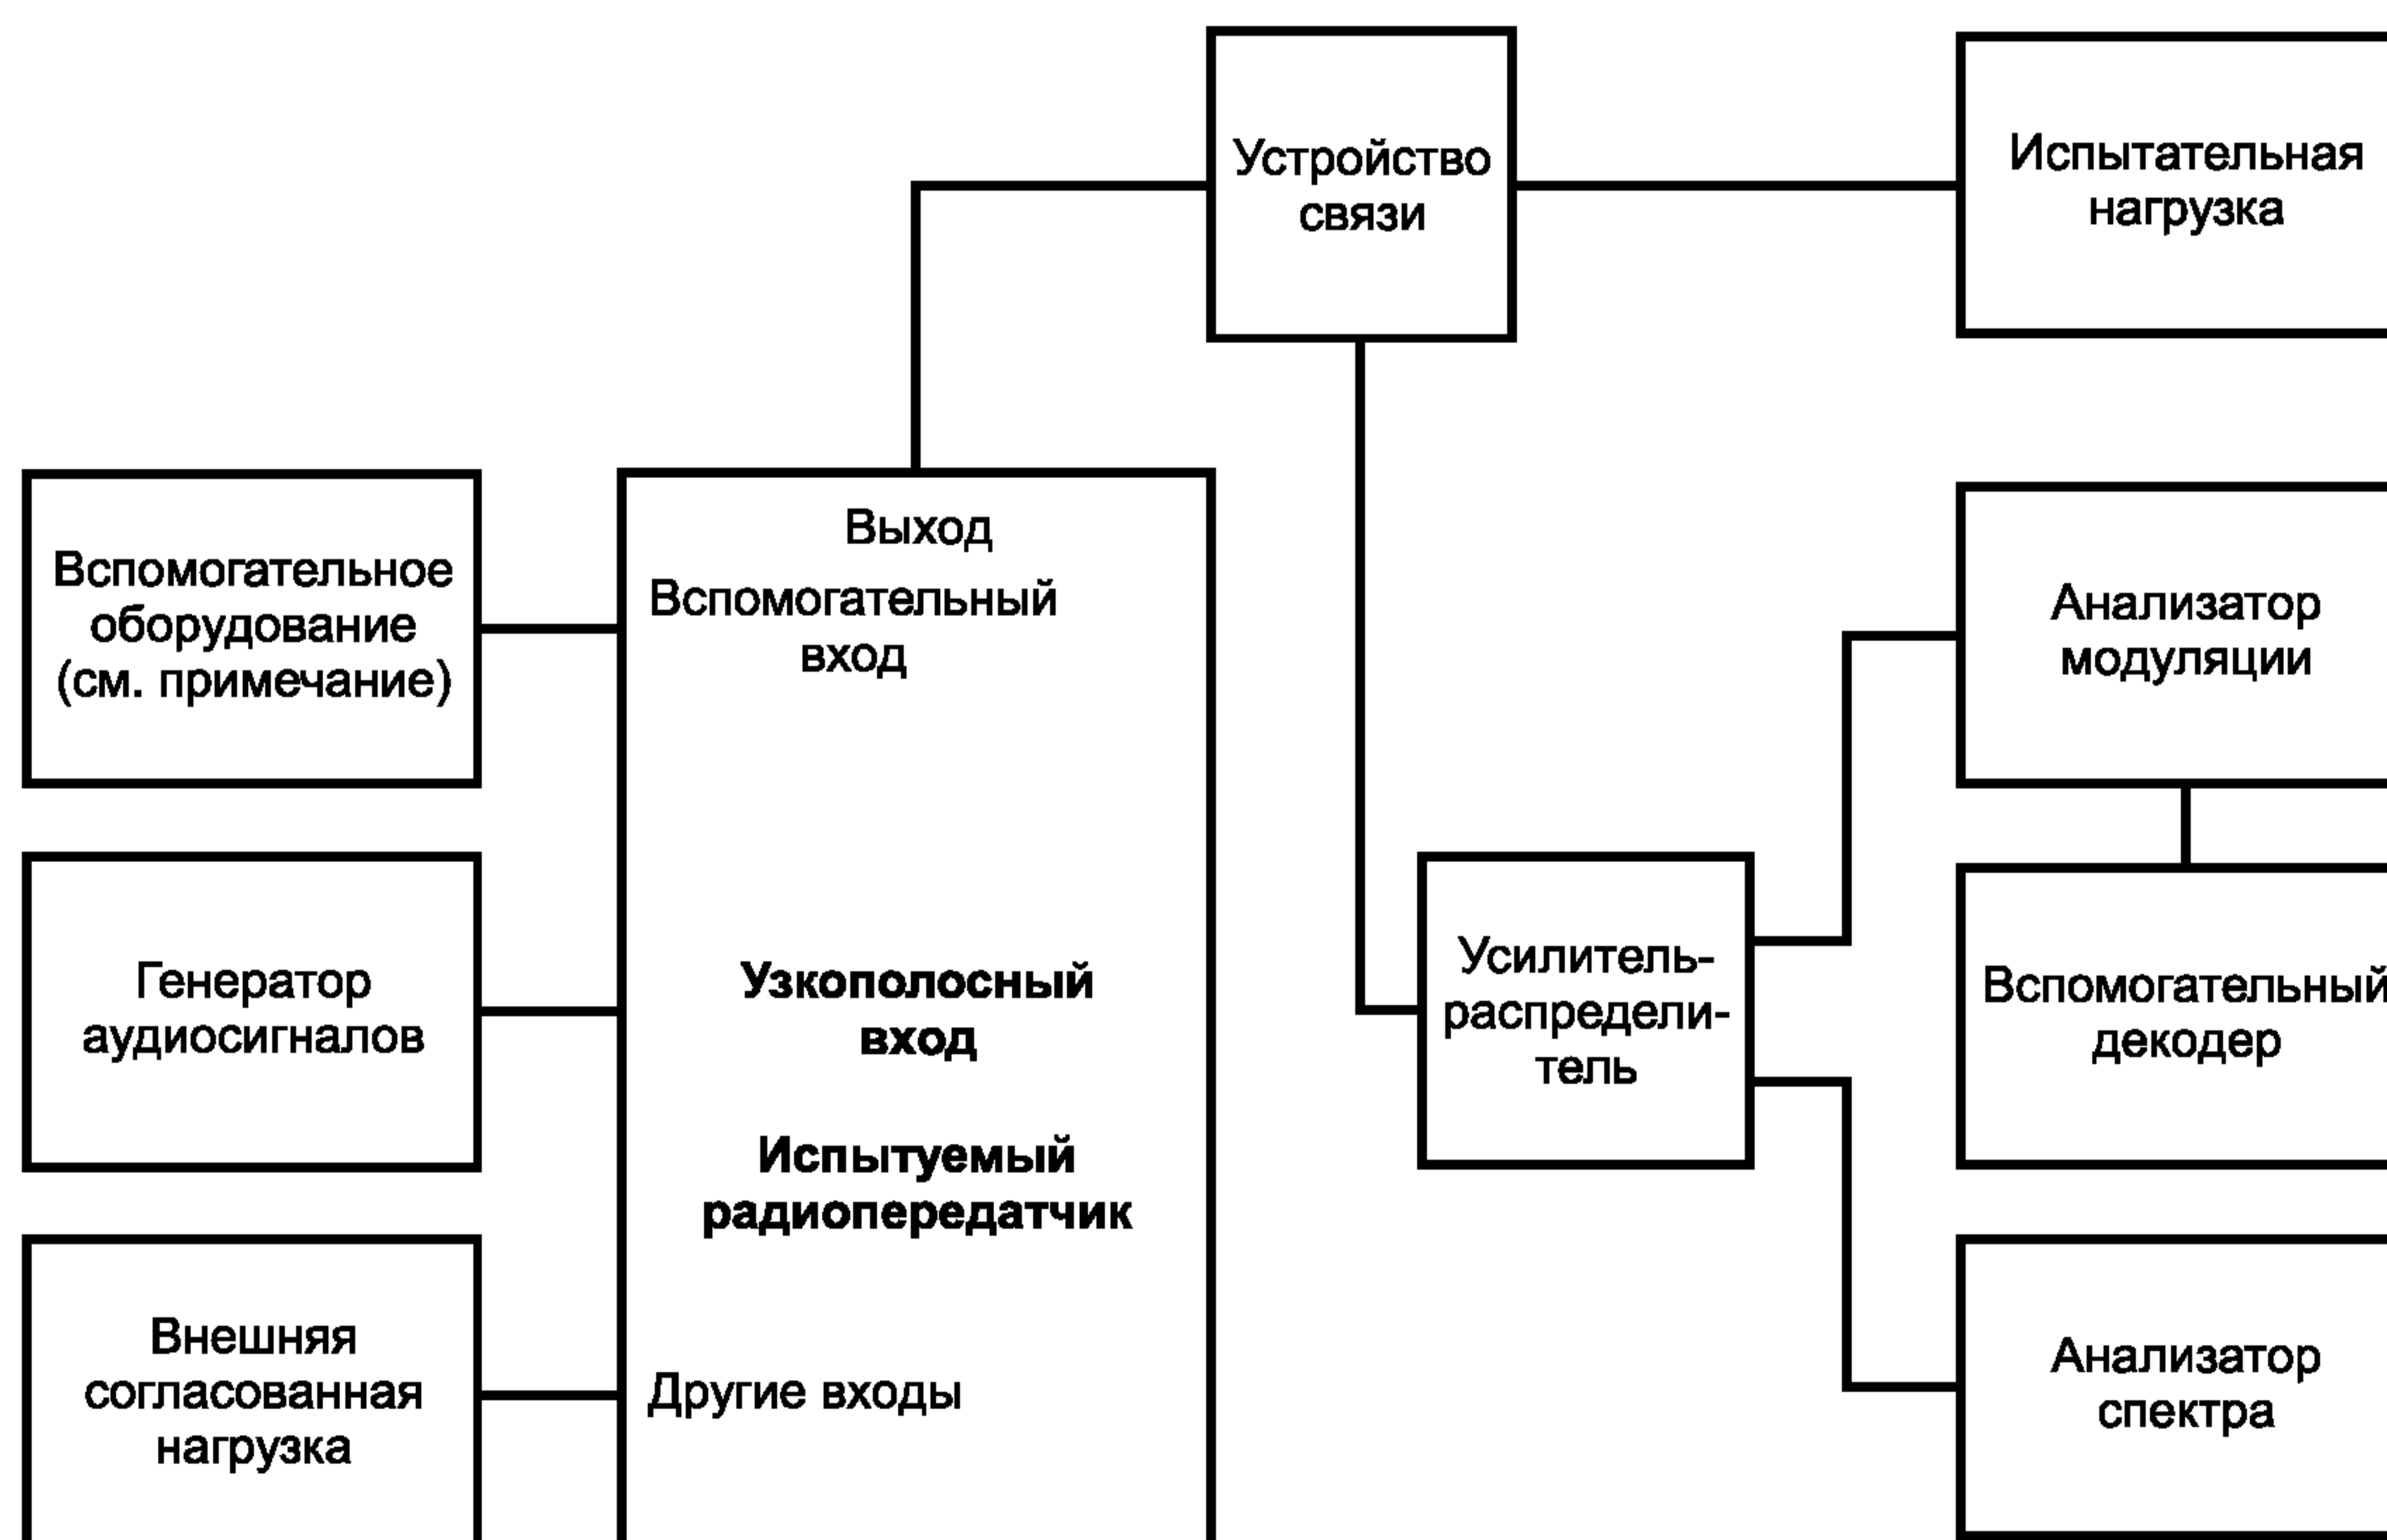 Устройство
связи
Испытательная
нагрузка
Вспомогательное
оборудование
(см. примечание)
Выход
Вспомогательный
вход
Анализатор
модуляции
Генератор
аудиосигналов
Узкополосный
вход
Испытуемый
радиопередатчик
Усилитель-
распредели-
тель
Вспомогательный
декодер
Внешняя
согласованная
нагрузка
Другие входы
Анализатор
спектра